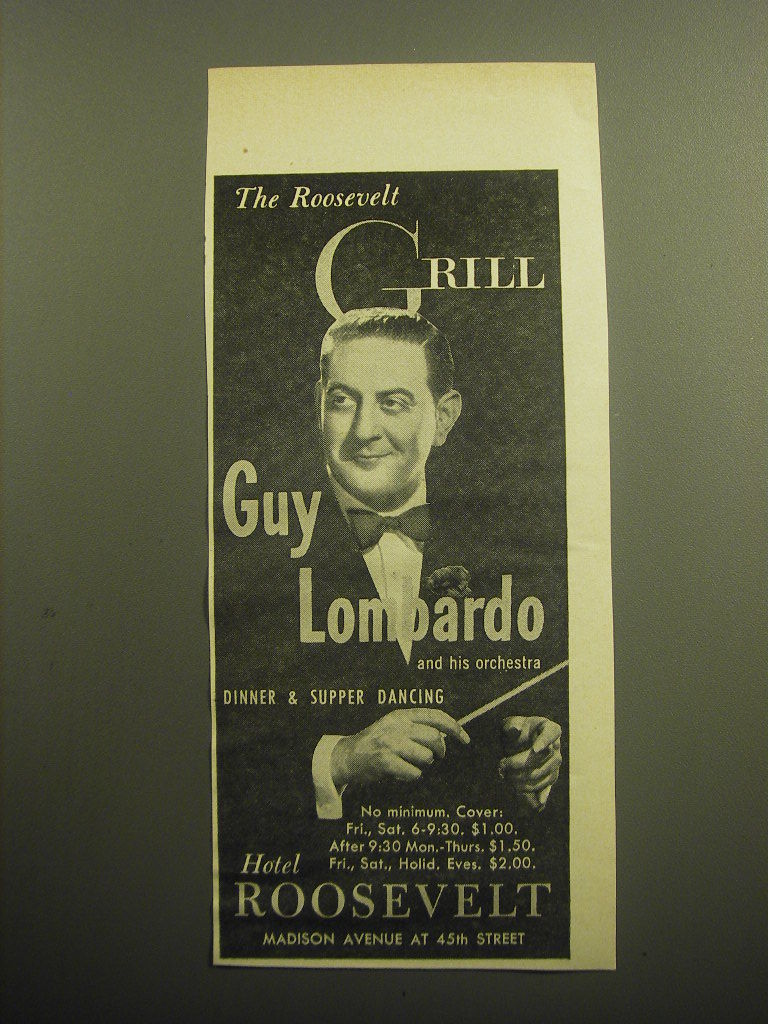 The Roosevelt
GRILL
Guy
Lombardo
and his orchestra
DINNER & SUPPER DANCING
No minimum. Cover:
Fri., Sat. 6-9:30. $1.00.
After 9:30 Mon.-Thurs. $1.50.
Fri., Sat., Holid. Eves. $2.00.
Hotel
ROOSEVELT
MADISON AVENUE AT 45th STREET